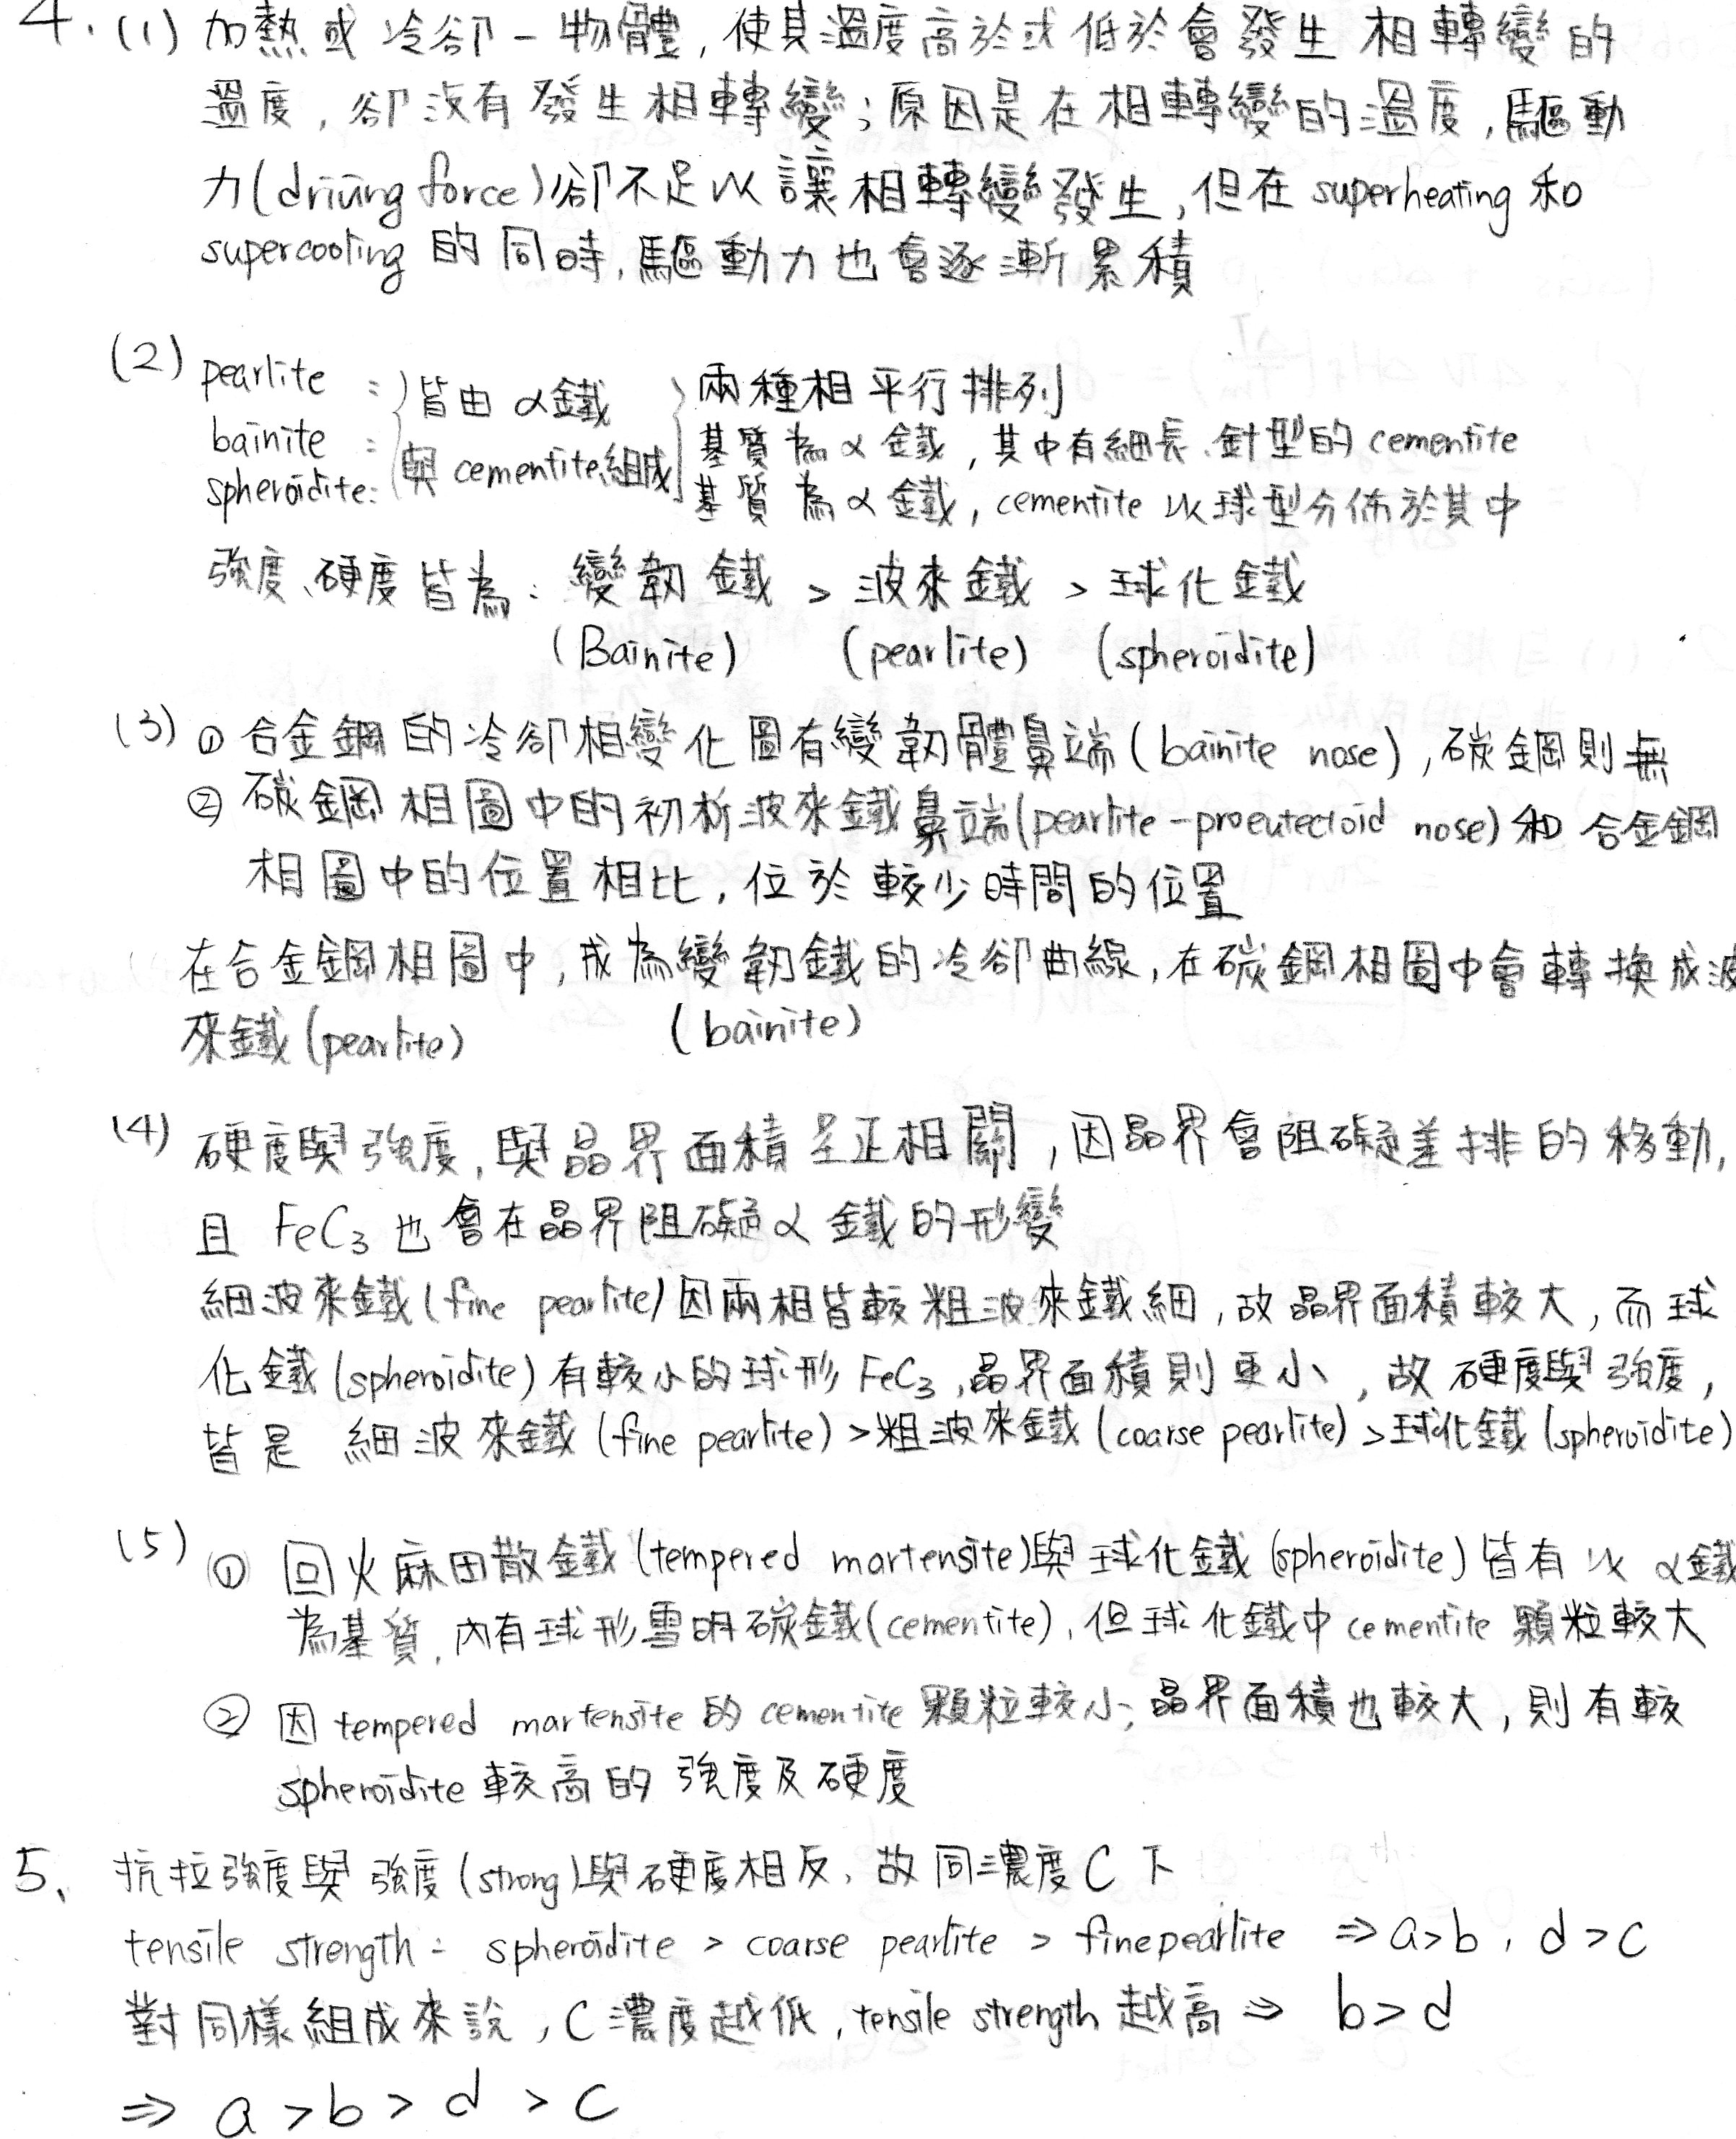 4. (1) 加熱或冷卻一物體, 使其溫度高於或低於會發生相轉變的
溫度, 卻沒有發生相轉變; 原因是在相轉變的溫度, 驅動
力(driving force)卻不足以讓相轉變發生, 但在 superheating 和
supercooling 的同時, 驅動力也會逐漸累積
(2) pearlite : 皆由 α鐵 兩種相平行排列
bainite : 與 cementite組成 基質為α鐵, 其中有細長、針型的 cementite
spheroidite: 基質為α鐵, cementite 以球型分佈於其中
強度、硬度皆為: 變韌鐵 > 波來鐵 > 球化鐵
(Bainite) (pearlite) (spheroidite)
(3) ① 合金鋼的冷卻相變化圖有變韌體鼻端 (bainite nose), 碳鋼則無
② 碳鋼相圖中的初析波來鐵鼻端(pearlite-proeutectoid nose) 和合金鋼
相圖中的位置相比, 位於較少時間的位置
在合金鋼相圖中, 成為變韌鐵的冷卻曲線, 在碳鋼相圖中會轉換成波
來鐵 (pearlite) (bainite)
(4) 硬度與強度, 與晶界面積呈正相關, 因晶界會阻礙差排的移動,
且 FeC3 也會在晶界阻礙α鐵的形變
細波來鐵(fine pearlite)因兩相皆較粗波來鐵細, 故晶界面積較大, 而球
化鐵(spheroidite)有較小的球形 FeC3, 晶界面積則更小, 故硬度與強度,
皆是 細波來鐵 (fine pearlite) > 粗波來鐵 (coarse pearlite) > 球化鐵 (spheroidite)
(5) ① 回火麻田散鐵 (tempered martensite)與球化鐵 (spheroidite) 皆有以 α鐵
為基質, 內有球形雪明碳鐵(cementite), 但球化鐵中 cementite 顆粒較大
② 因 tempered martensite 的 cementite 顆粒較小, 晶界面積也較大, 則有較
spheroidite 較高的 強度及硬度
5、 抗拉強度與強度 (strong)與硬度相反, 故同濃度C下
tensile strength: spheroidite > coarse pearlite > fine pearlite ⇒ a>b, d>c
對同樣組成來說, C濃度越低, tensile strength 越高 ⇒ b>d
⇒ a > b > d > c